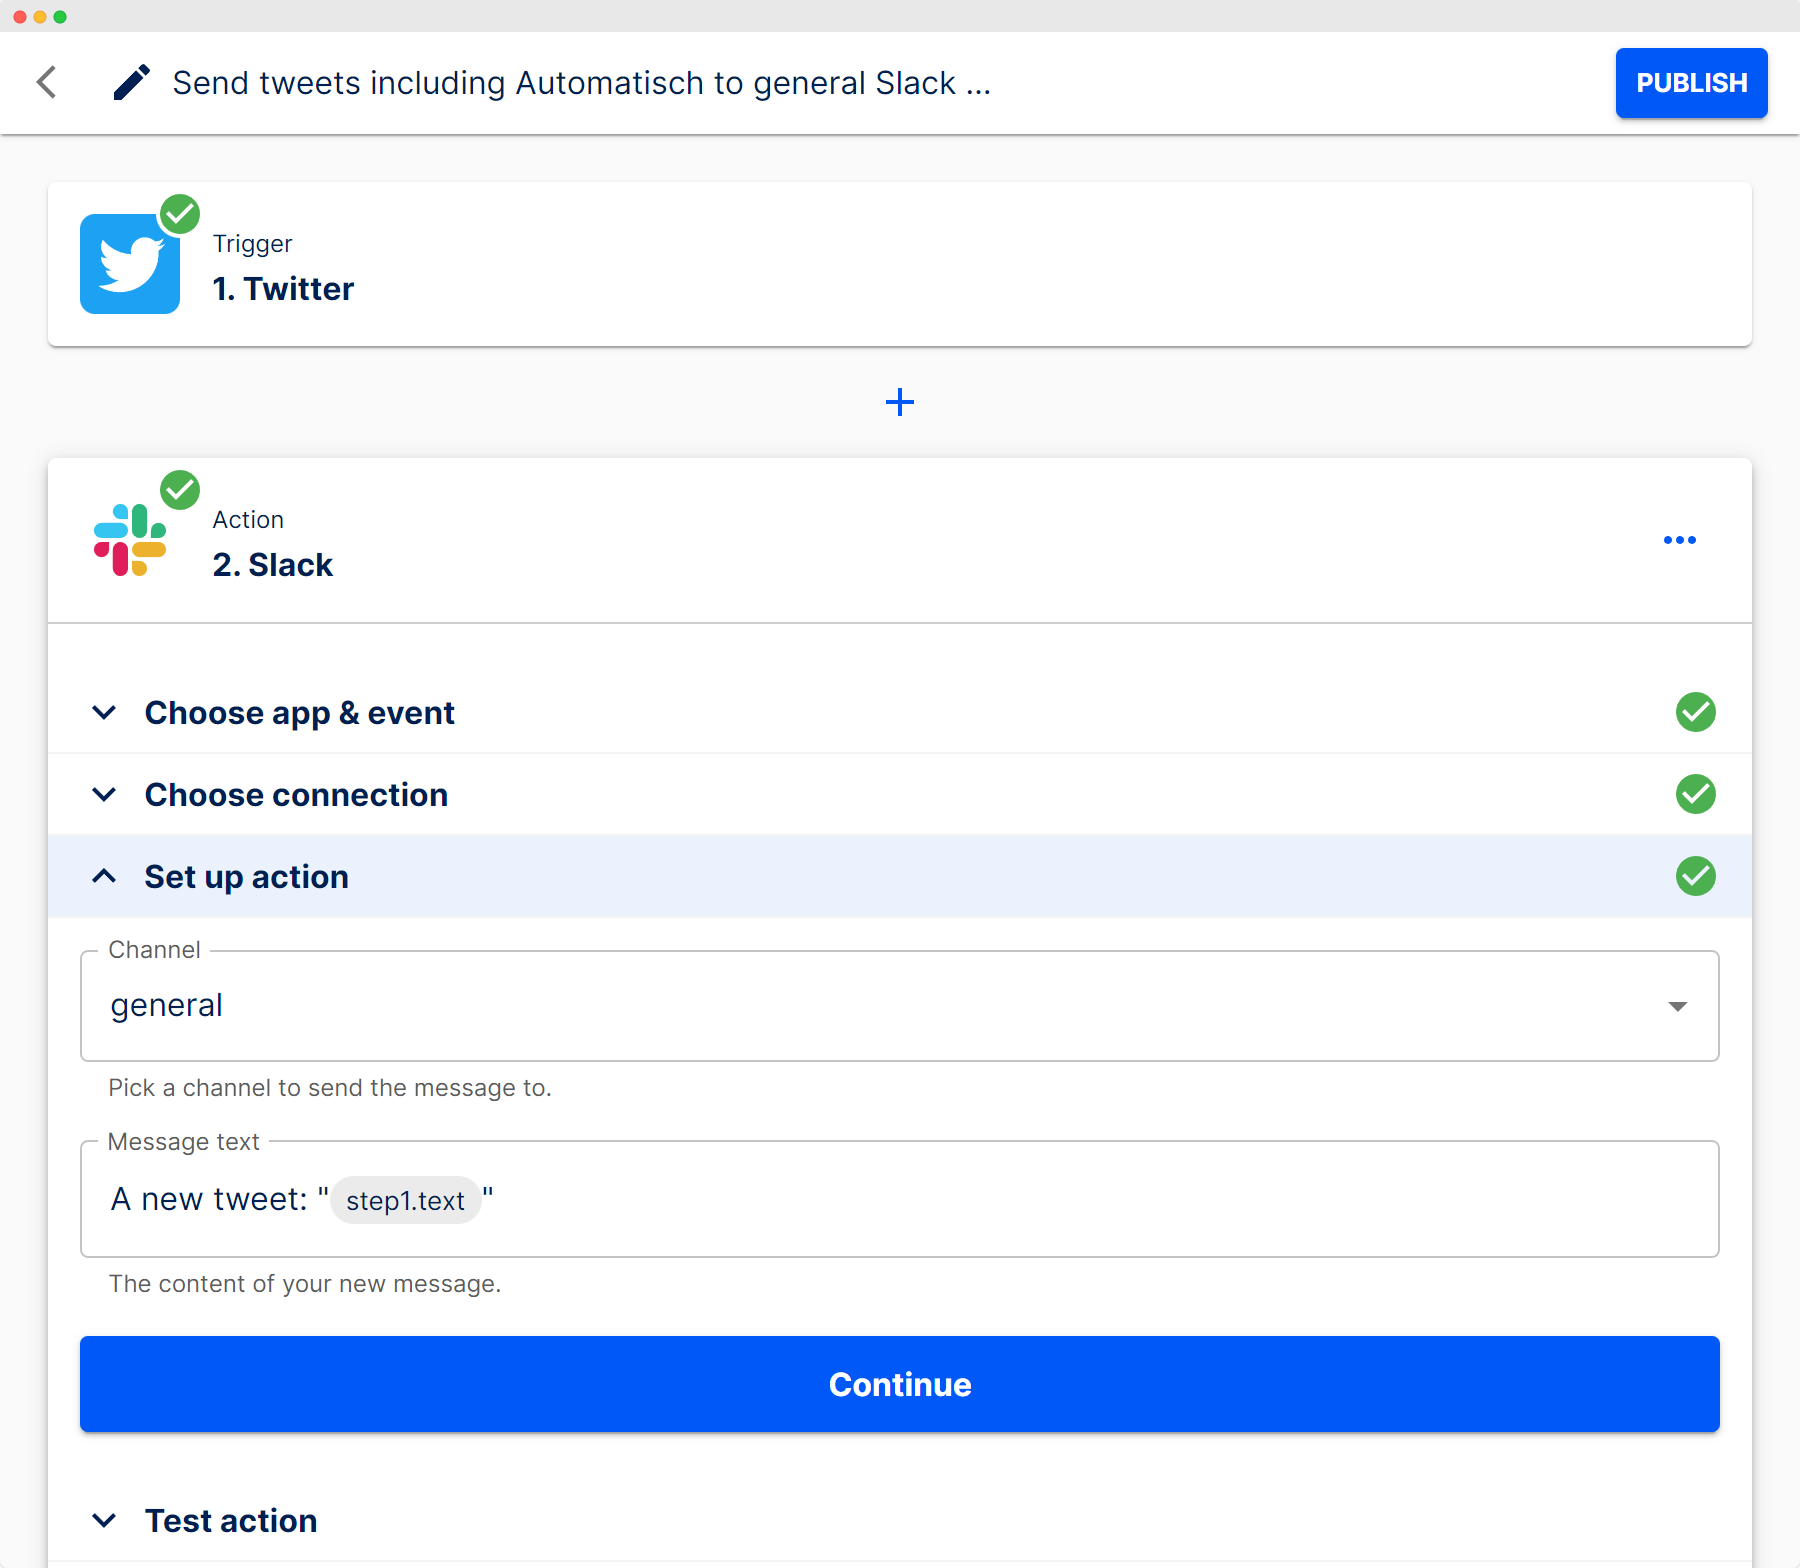 Send tweets including Automatisch to general Slack ...
PUBLISH
Trigger
1. Twitter
Action
2. Slack
Choose app & event
Choose connection
Set up action
Channel
general
Pick a channel to send the message to.
Message text
A new tweet: "step1.text"
The content of your new message.
Continue
Test action